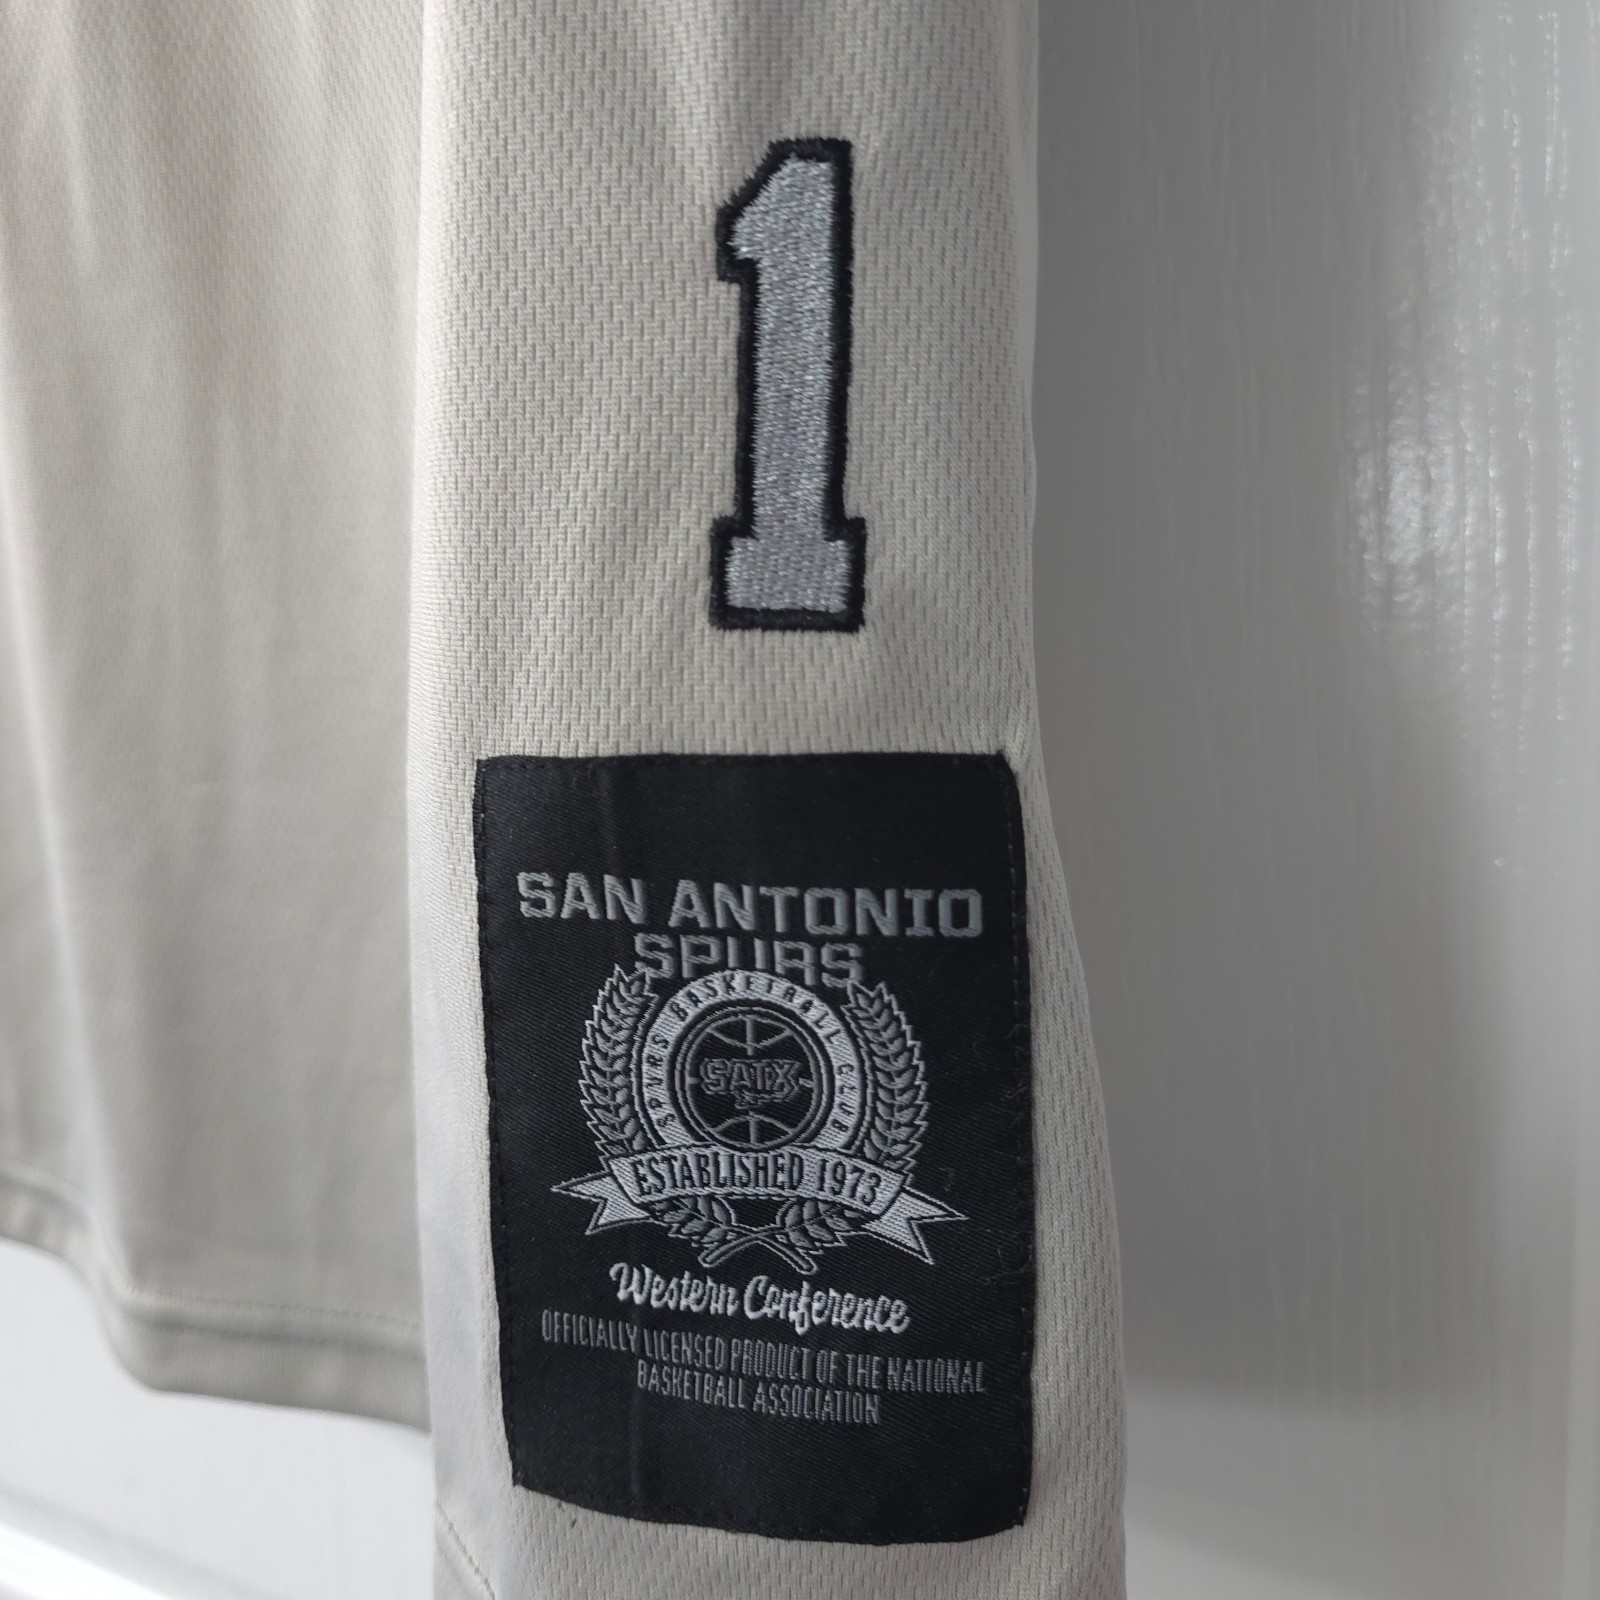 1
SAN ANTONIO
SPURS
SPURS BASKETBALL CLUB
SATX
ESTABLISHED 1973
Western Conference
OFFICIALLY LICENSED PRODUCT OF THE NATIONAL
BASKETBALL ASSOCIATION